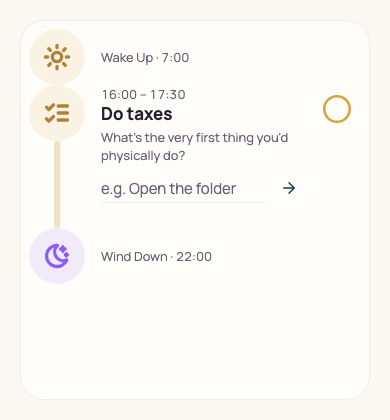 Wake Up · 7:00
16:00 – 17:30
Do taxes
What's the very first thing you'd
physically do?
e.g. Open the folder
Wind Down · 22:00